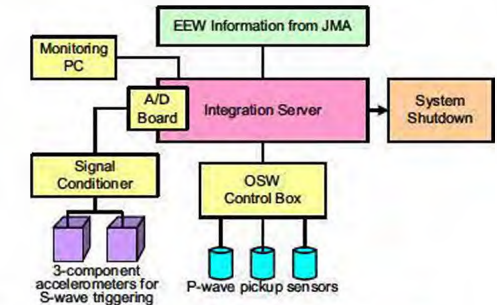 EEW Information from JMA
Monitoring
PC
A/D
Board
Integration Server
System
Shutdown
Signal
Conditioner
OSW
Control Box
3-component
accelerometers for
S-wave triggering
P-wave pickup sensors